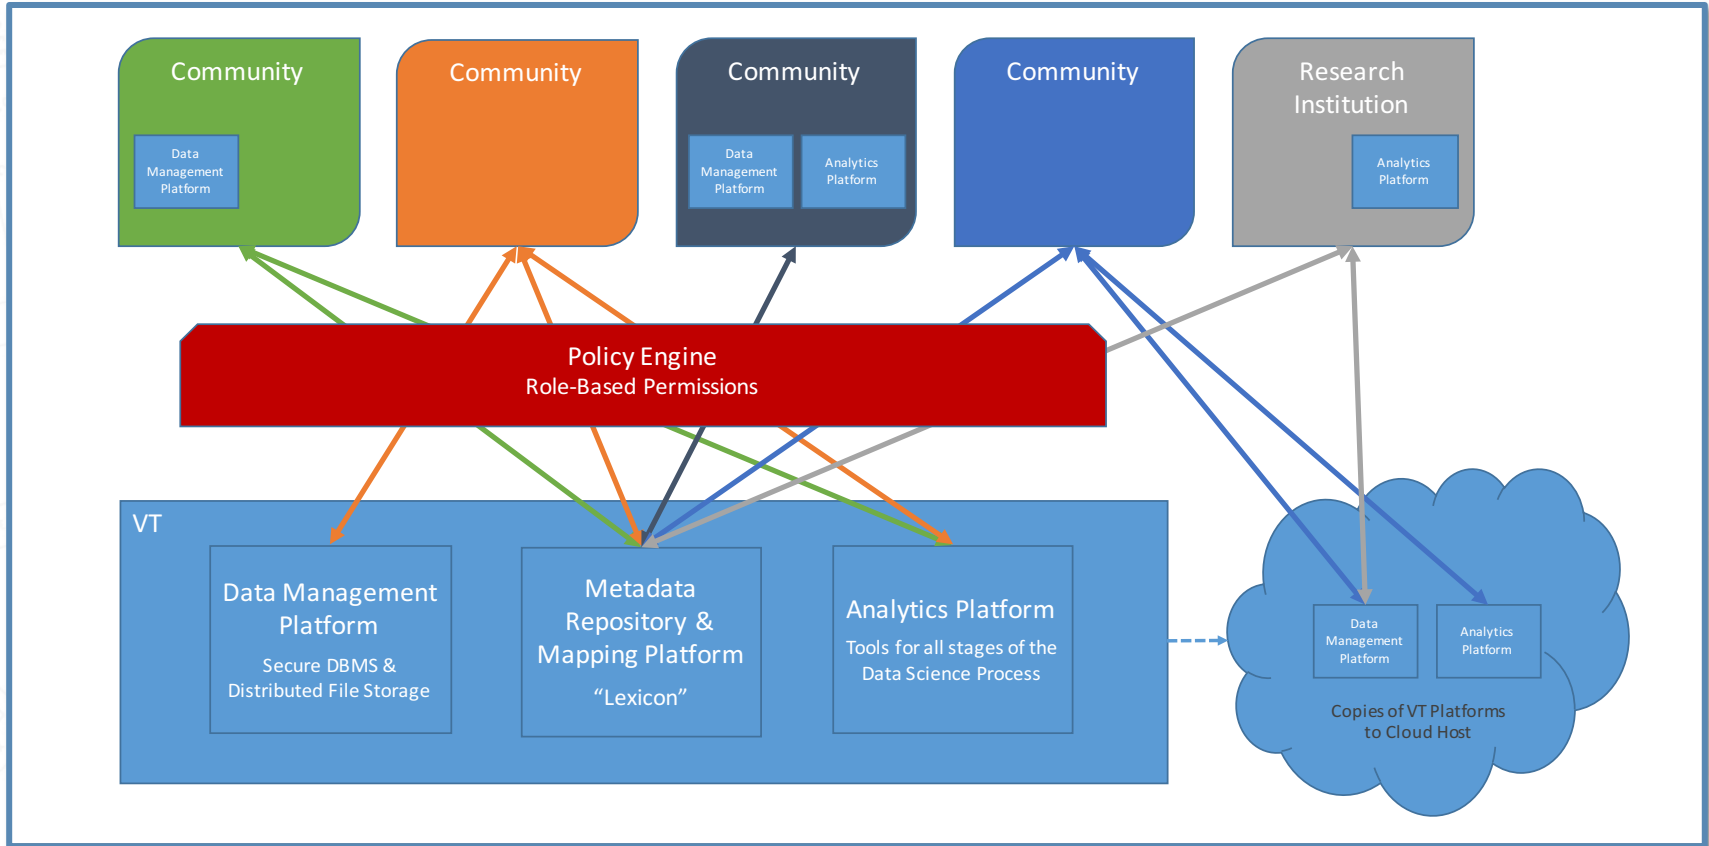 Community
Community
Community
Community
Research
Institution
Data
Management
Platform
Data
Management
Platform
Analytics
Platform
Analytics
Platform
Policy Engine
Role-Based Permissions
VT
Data Management
Platform
Secure DBMS &
Distributed File Storage
Metadata
Repository &
Mapping Platform
“Lexicon”
Analytics Platform
Tools for all stages of the
Data Science Process
Data
Management
Platform
Analytics
Platform
Copies of VT Platforms
to Cloud Host